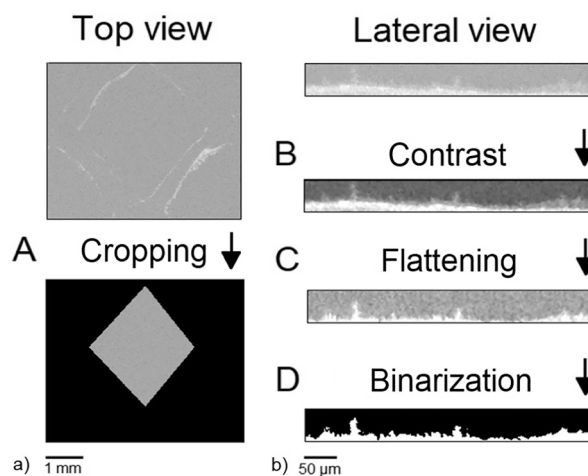 Top view
A Cropping
a) 1 mm
Lateral view
B Contrast
C Flattening
D Binarization
b) 50 µm